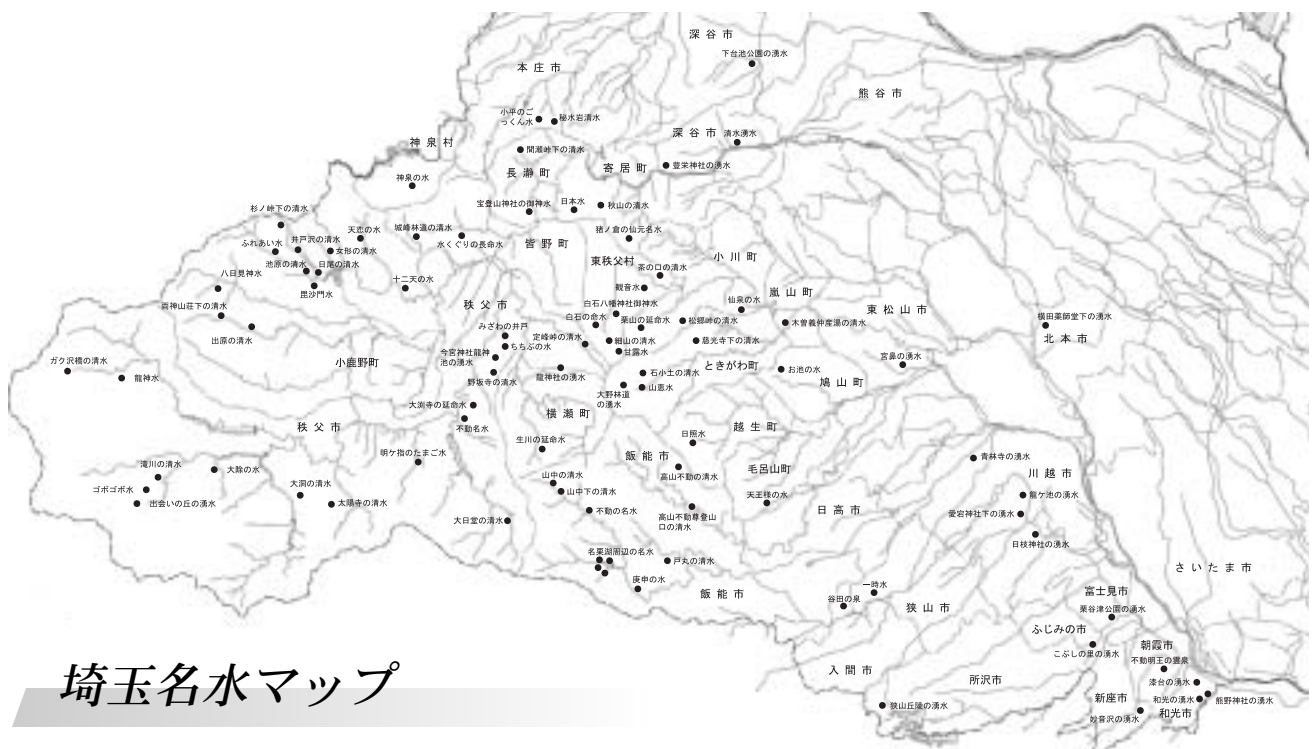 深谷市
下台池公園の湧水
本庄市
熊谷市
小平のご
っくん水
秘水岩清水
深谷市
清水湧水
神泉村
間瀬峠下の清水
豊栄神社の湧水
長瀞町
寄居町
神泉の水
宝登山神社の御神水
日本水
秋山の清水
杉ノ峠下の清水
天恋の水
城峰林道の清水
水くぐりの長命水
猪ノ倉の仙元名水
ふれあい水
井戸沢の清水
女形の清水
皆野町
東秩父村
小川町
池原の清水
日尾の清水
茶の口の清水
八日見神水
毘沙門水
十二天の水
観音水
嵐山町
両神山荘下の清水
秩父市
白石八幡神社御神水
仙泉の水
東松山市
横田薬師堂下の湧水
白石の命水
栗山の延命水
松郷峠の清水
木曽義仲産湯の清水
北本市
みざわの井戸
出原の清水
定峰峠の清水
細山の清水
慈光寺下の清水
ちちぶの水
甘露水
今宮神社龍神
池の湧水
宮鼻の湧水
ガク沢橋の清水
小鹿野町
ときがわ町
お池の水
龍神水
野坂寺の清水
龍神社の湧水
石小土の清水
山恵水
鳩山町
大野林道
の湧水
大渕寺の延命水
横瀬町
不動名水
秩父市
越生町
日照水
生川の延命水
明ケ指のたまご水
飯能市
青林寺の湧水
滝川の清水
大除の水
毛呂山町
高山不動の清水
川越市
山中の清水
大洞の清水
ゴボゴボ水
山中下の清水
天王様の水
龍ケ池の湧水
出会いの丘の湧水
太陽寺の清水
不動の名水
日高市
愛宕神社下の湧水
高山不動尊登山
口の清水
大日堂の清水
日枝神社の湧水
名栗湖周辺の名水
戸丸の清水
さいたま市
庚申の水
一時水
飯能市
谷田の泉
狭山市
富士見市
栗谷津公園の湧水
ふじみの市
こぶしの里の湧水
朝霞市
不動明王の霊泉
入間市
所沢市
漆台の湧水
新座市
和光の湧水
熊野神社の湧水
狭山丘陵の湧水
妙音沢の湧水
和光市
埼玉名水マップ